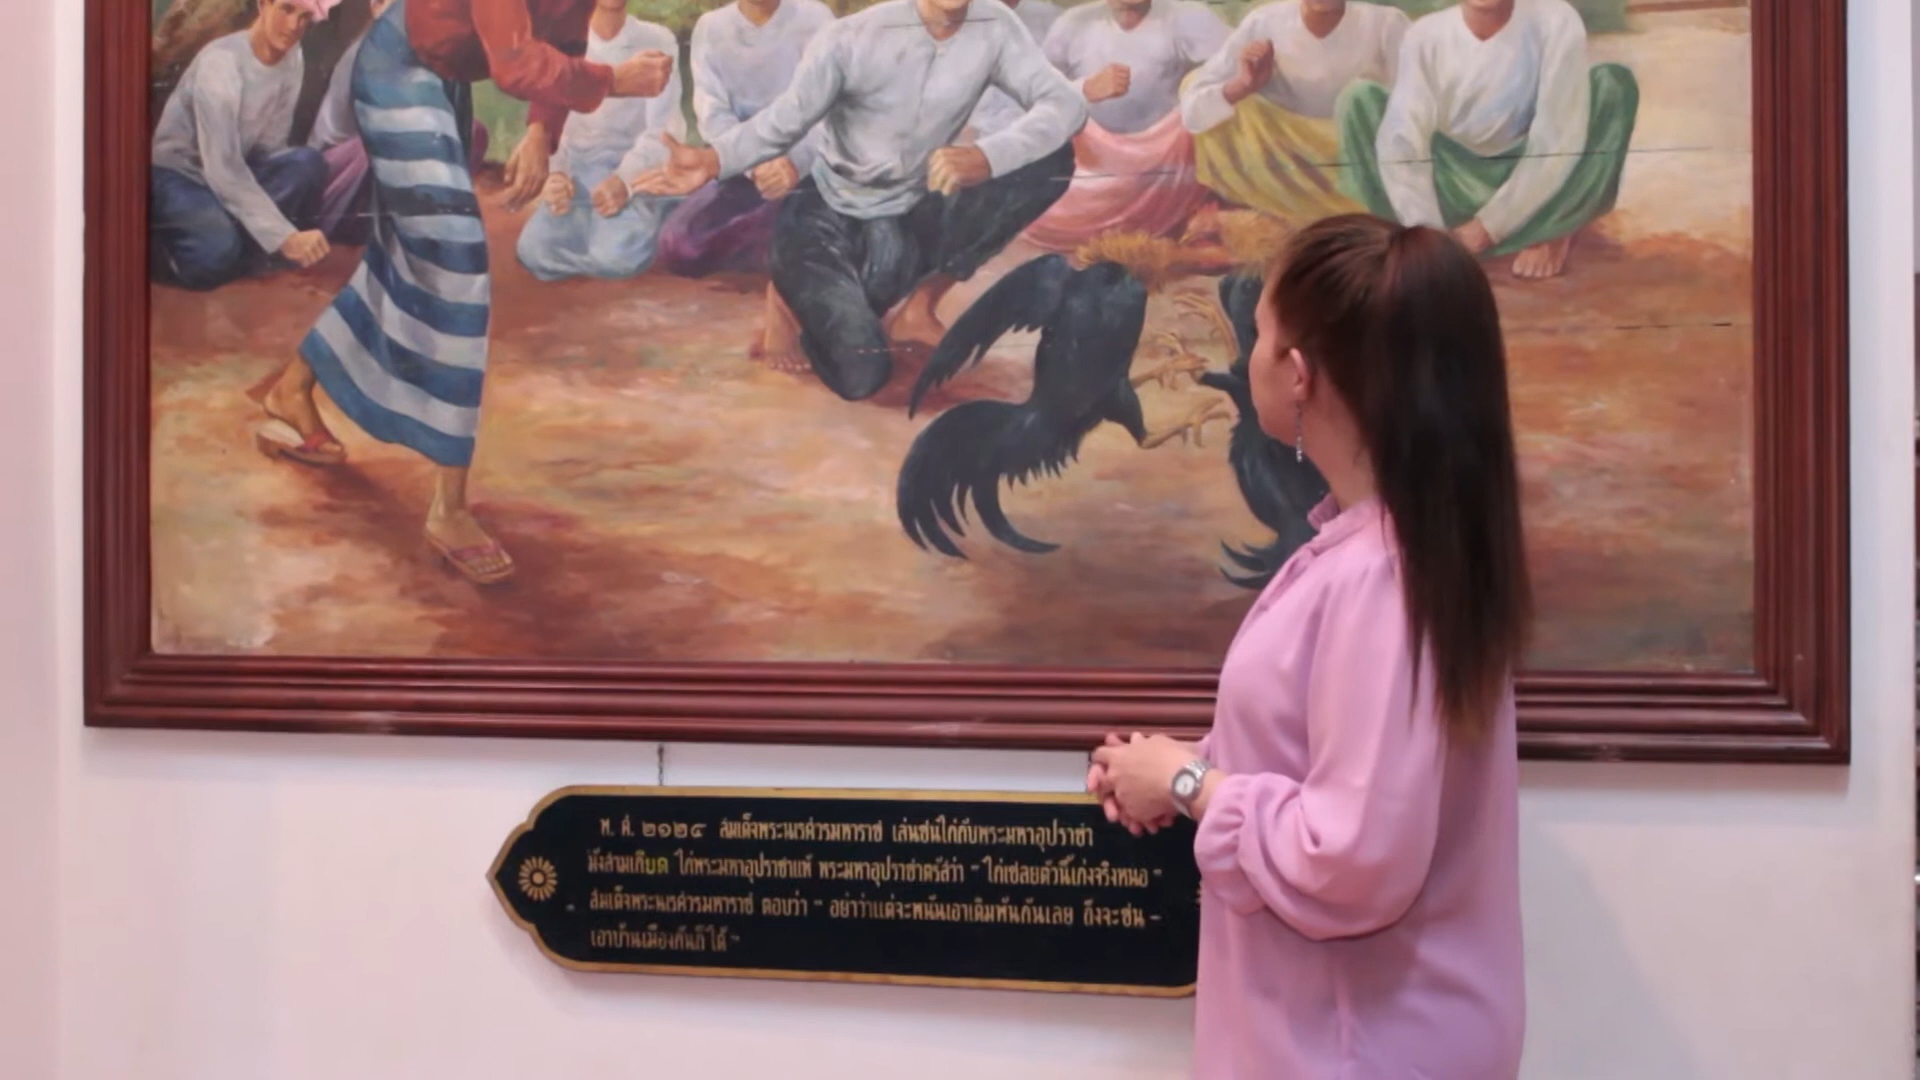 พ. ศ. ๒๑๒๔ สมเด็จพระนเรศวรมหาราช เล่นชนไก่กับพระมหาอุปราชา
มังสามเกียด ไก่พระมหาอุปราชาแพ้ พระมหาอุปราชาตรัสว่า " ไก่เชลยตัวนี้เก่งจริงหนอ "
สมเด็จพระนเรศวรมหาราช ตอบว่า " อย่าว่าแต่จะพนันเอาเดิมพันกันเลย ถึงจะชน -
เอาบ้านเมืองกันก็ได้ "